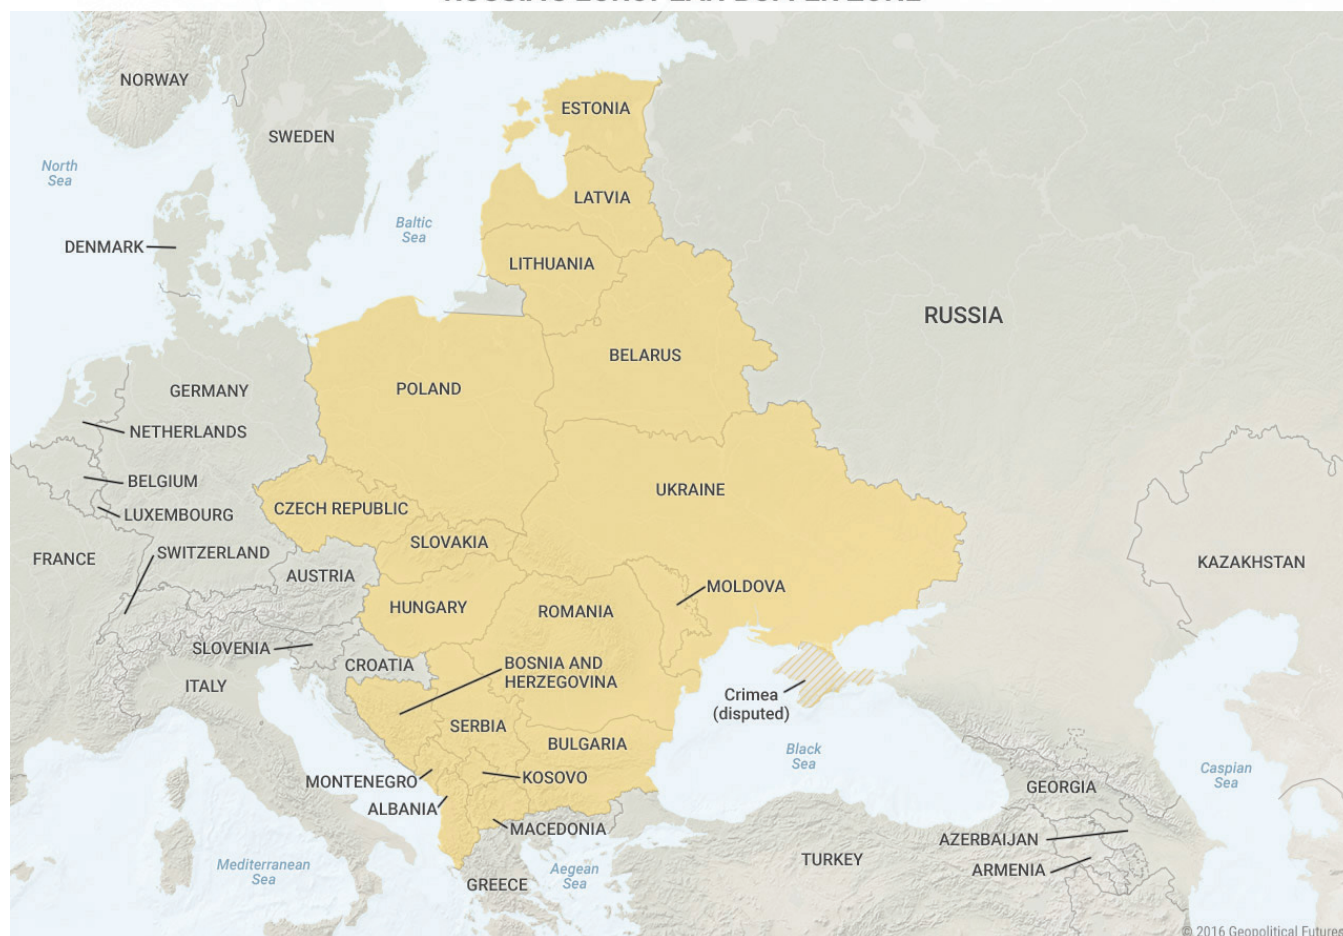 NORWAY
ESTONIA
SWEDEN
North
Sea
LATVIA
Baltic
Sea
DENMARK
LITHUANIA
RUSSIA
BELARUS
POLAND
GERMANY
NETHERLANDS
BELGIUM
UKRAINE
CZECH REPUBLIC
LUXEMBOURG
SLOVAKIA
SWITZERLAND
FRANCE
KAZAKHSTAN
AUSTRIA
MOLDOVA
HUNGARY
ROMANIA
SLOVENIA
CROATIA
BOSNIA AND
HERZEGOVINA
ITALY
Crimea
(disputed)
SERBIA
BULGARIA
Black
Sea
MONTENEGRO
KOSOVO
Caspian
Sea
GEORGIA
ALBANIA
MACEDONIA
AZERBAIJAN
TURKEY
Mediterranean
Sea
Aegean
Sea
ARMENIA
GREECE
© 2016 Geopolitical Futures